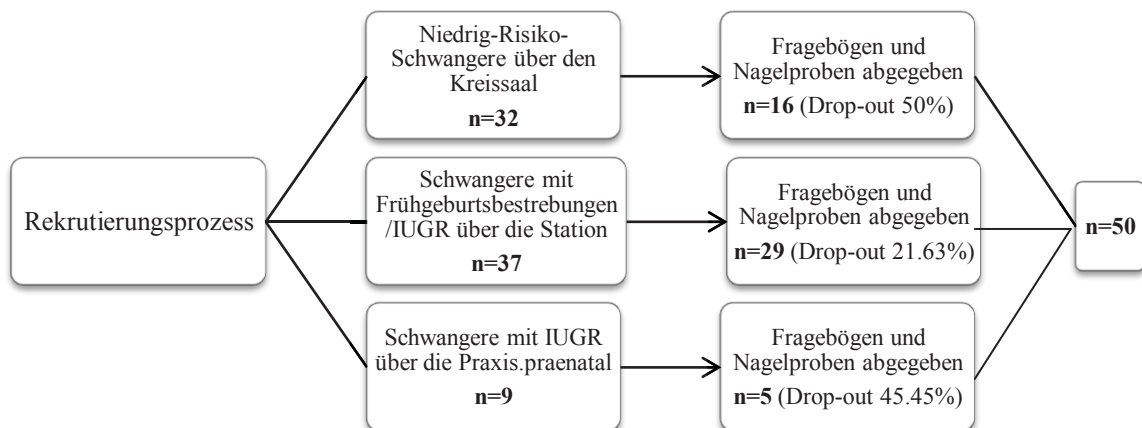 Rekrutierungsprozess
Niedrig-Risiko-
Schwangere über den
Kreissaal
n=32
Fragebögen und
Nagelproben abgegeben
n=16 (Drop-out 50%)
Schwangere mit
Frühgeburtsbestrebungen
/IUGR über die Station
n=37
Fragebögen und
Nagelproben abgegeben
n=29 (Drop-out 21.63%)
Schwangere mit IUGR
über die Praxis.praenatal
n=9
Fragebögen und
Nagelproben abgegeben
n=5 (Drop-out 45.45%)
n=50